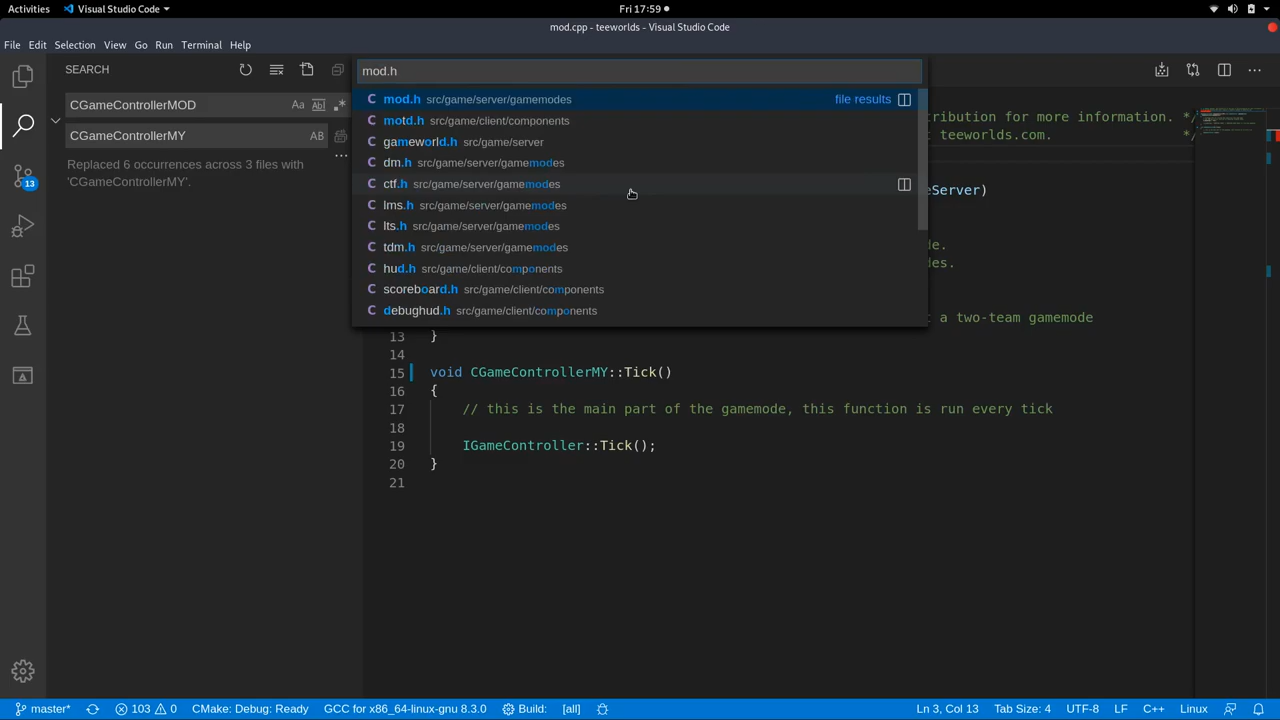 Activities Visual Studio Code Fri 17:59
mod.cpp - teeworlds - Visual Studio Code
File Edit Selection View Go Run Terminal Help
SEARCH
mod.h
CGameControllerMOD
Aa Abl .*
CGameControllerMY
AB
Replaced 6 occurrences across 3 files with
'CGameControllerMY'.
13
mod.h src/game/server/gamemodes file results
motd.h src/game/client/components
gameworld.h src/game/server
dm.h src/game/server/gamemodes
ctf.h src/game/server/gamemodes
lms.h src/game/server/gamemodes
lts.h src/game/server/gamemodes
tdm.h src/game/server/gamemodes
hud.h src/game/client/components
scoreboard.h src/game/client/components
debughud.h src/game/client/components
tribution for more information. */
t teeworlds.com. */
eServer)
de.
des.
t a two-team gamemode
13 }
14
15 void CGameControllerMY::Tick()
16 {
17 // this is the main part of the gamemode, this function is run every tick
18
19 IGameController::Tick();
20 }
21
master* 103 0 CMake: Debug: Ready GCC for x86_64-linux-gnu 8.3.0 Build: [all] Ln 3, Col 13 Tab Size: 4 UTF-8 LF C++ Linux